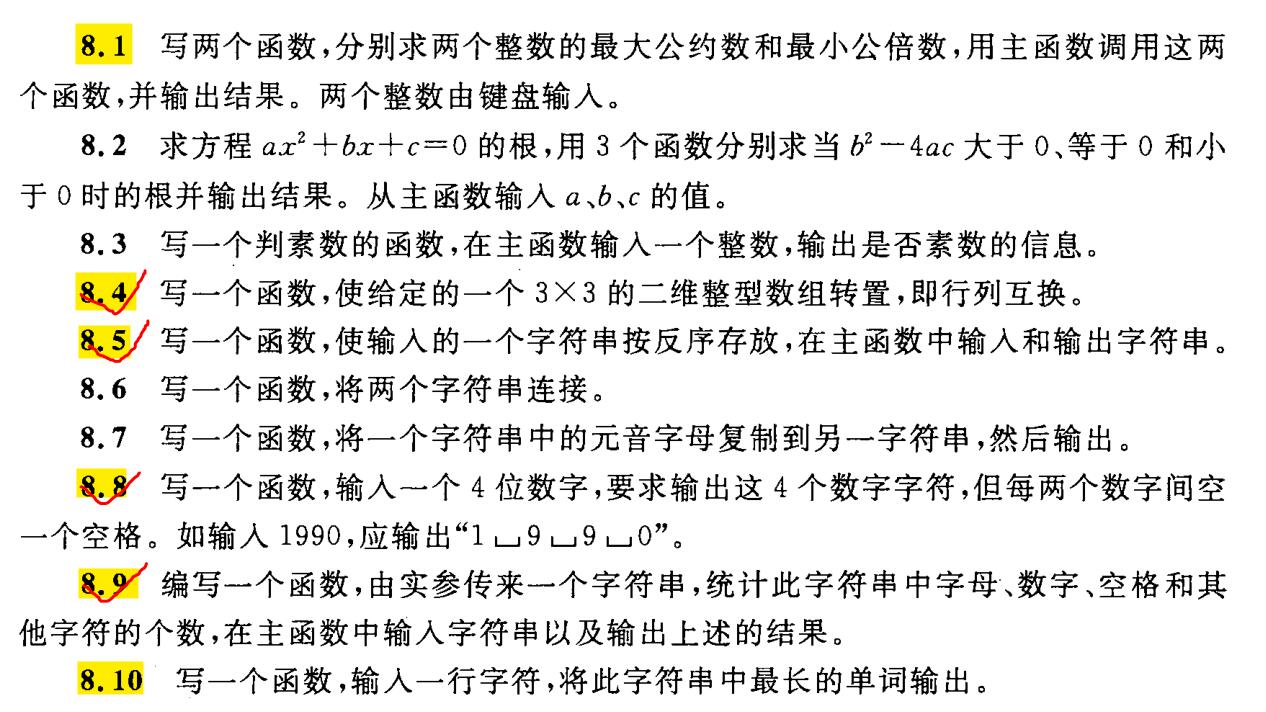 8.1 写两个函数,分别求两个整数的最大公约数和最小公倍数,用主函数调用这两
个函数,并输出结果。两个整数由键盘输入。
8.2 求方程 ax²+bx+c=0 的根,用 3 个函数分别求当 b²-4ac 大于 0、等于 0 和小
于 0 时的根并输出结果。从主函数输入 a、b、c 的值。
8.3 写一个判素数的函数,在主函数输入一个整数,输出是否素数的信息。
8.4 写一个函数,使给定的一个 3×3 的二维整型数组转置,即行列互换。
8.5 写一个函数,使输入的一个字符串按反序存放,在主函数中输入和输出字符串。
8.6 写一个函数,将两个字符串连接。
8.7 写一个函数,将一个字符串中的元音字母复制到另一字符串,然后输出。
8.8 写一个函数,输入一个 4 位数字,要求输出这 4 个数字字符,但每两个数字间空
一个空格。如输入 1990,应输出“1␣9␣9␣0”。
8.9 编写一个函数,由实参传来一个字符串,统计此字符串中字母、数字、空格和其
他字符的个数,在主函数中输入字符串以及输出上述的结果。
8.10 写一个函数,输入一行字符,将此字符串中最长的单词输出。